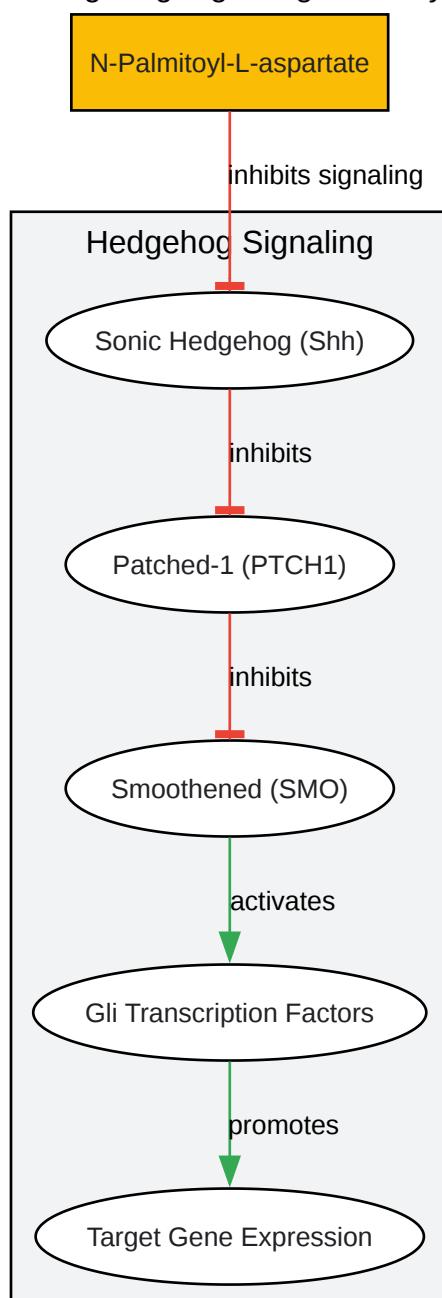 N-Palmitoyl-L-aspartate
inhibits signaling
Hedgehog Signaling
Sonic Hedgehog (Shh)
inhibits
Patched-1 (PTCH1)
inhibits
Smoothened (SMO)
activates
Gli Transcription Factors
promotes
Target Gene Expression